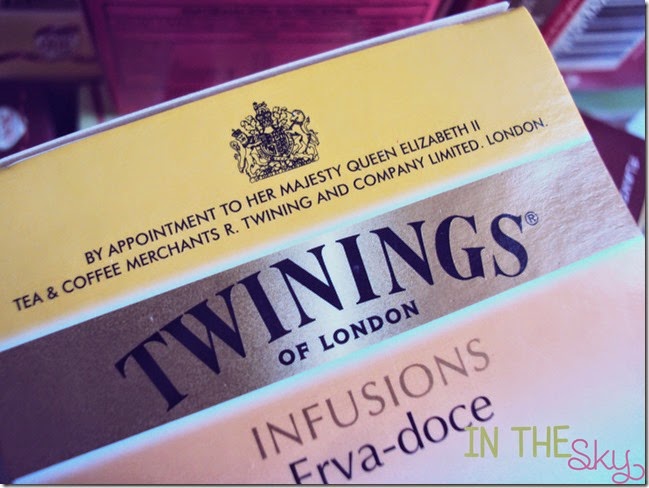 BY APPOINTMENT TO HER MAJESTY QUEEN ELIZABETH II
TEA & COFFEE MERCHANTS R. TWINING AND COMPANY LIMITED. LONDON.
TWININGS®
OF LONDON
INFUSIONS
Erva-doce
IN THE
Sky